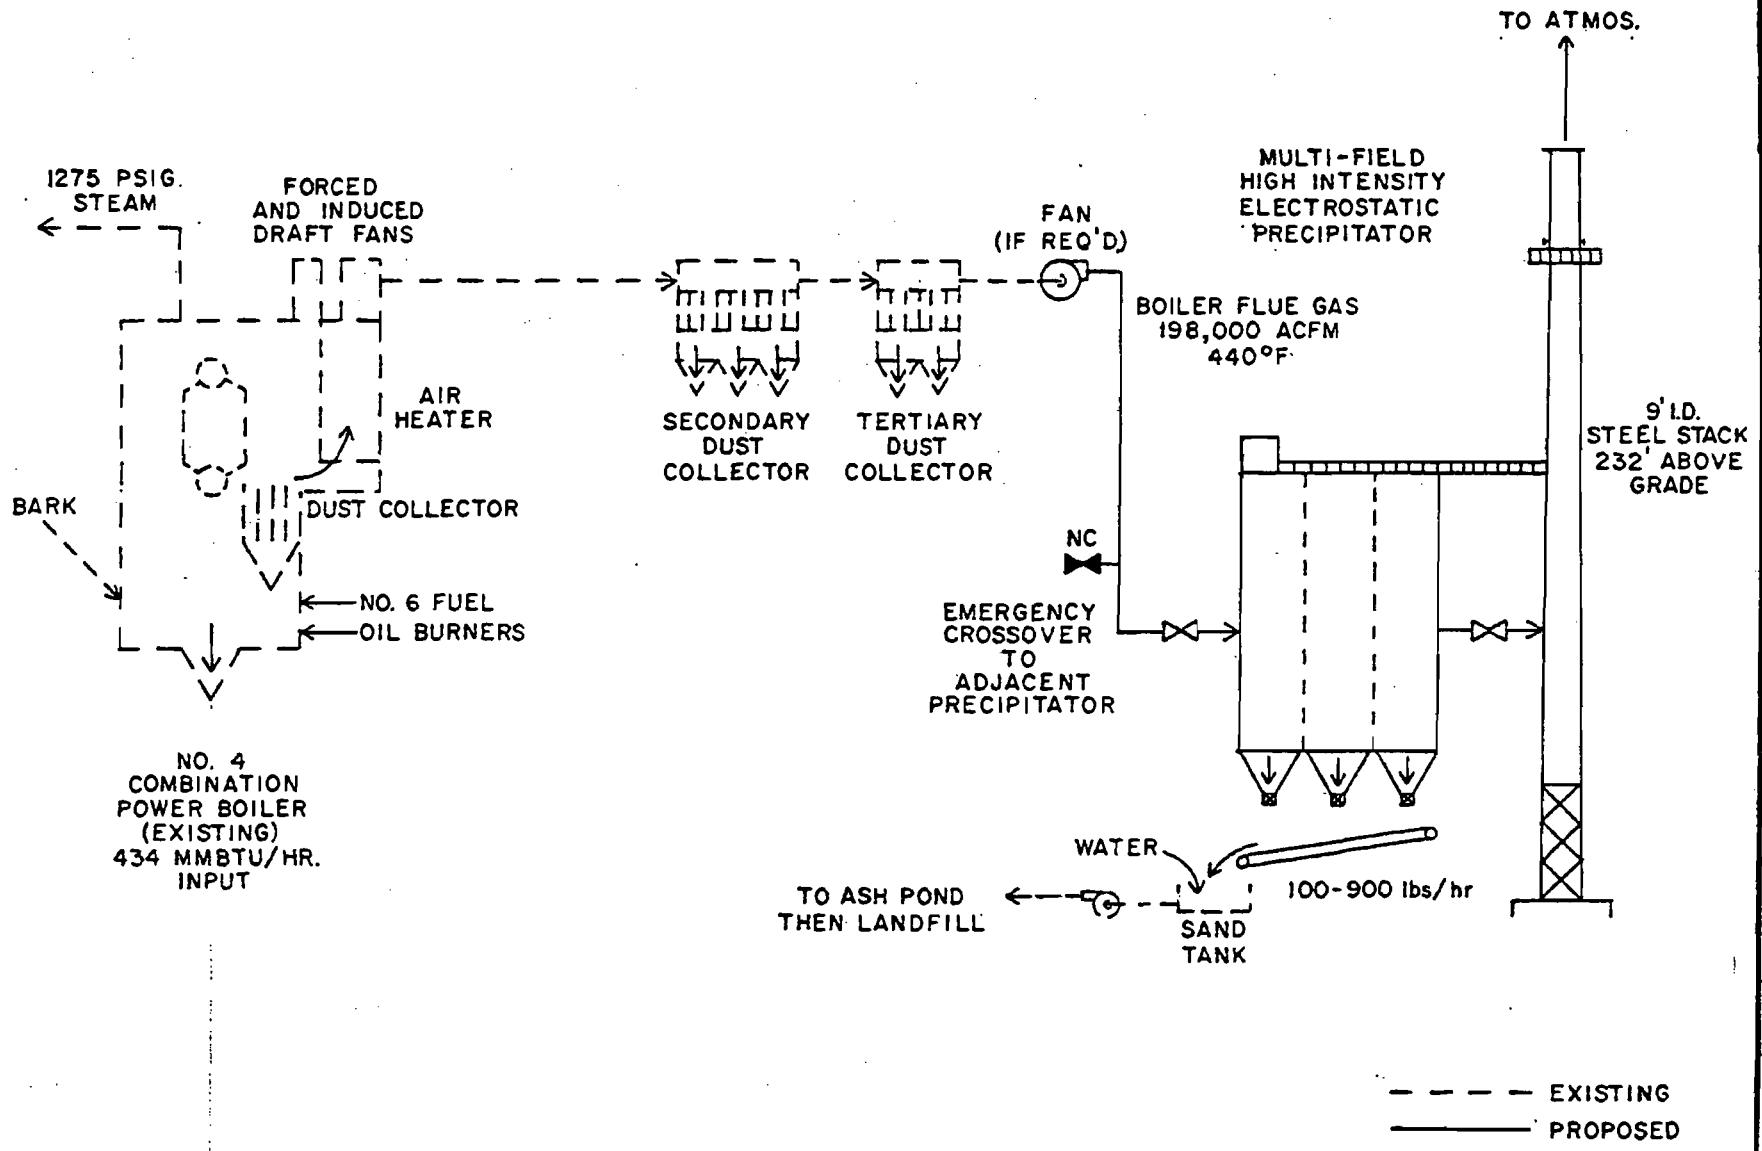 TO ATMOS.
1275 PSIG.
STEAM
FORCED
AND INDUCED
DRAFT FANS
FAN
(IF REQ'D)
MULTI-FIELD
HIGH INTENSITY
ELECTROSTATIC
PRECIPITATOR
BOILER FLUE GAS
198,000 ACFM
440°F
AIR
HEATER
SECONDARY
DUST
COLLECTOR
TERTIARY
DUST
COLLECTOR
9' I.D.
STEEL STACK
232' ABOVE
GRADE
BARK
DUST COLLECTOR
NC
NO. 6 FUEL
OIL BURNERS
EMERGENCY
CROSSOVER
TO
ADJACENT
PRECIPITATOR
NO. 4
COMBINATION
POWER BOILER
(EXISTING)
434 MMBTU/HR.
INPUT
WATER
100-900 lbs/hr
TO ASH POND
THEN LANDFILL
SAND
TANK
EXISTING
PROPOSED